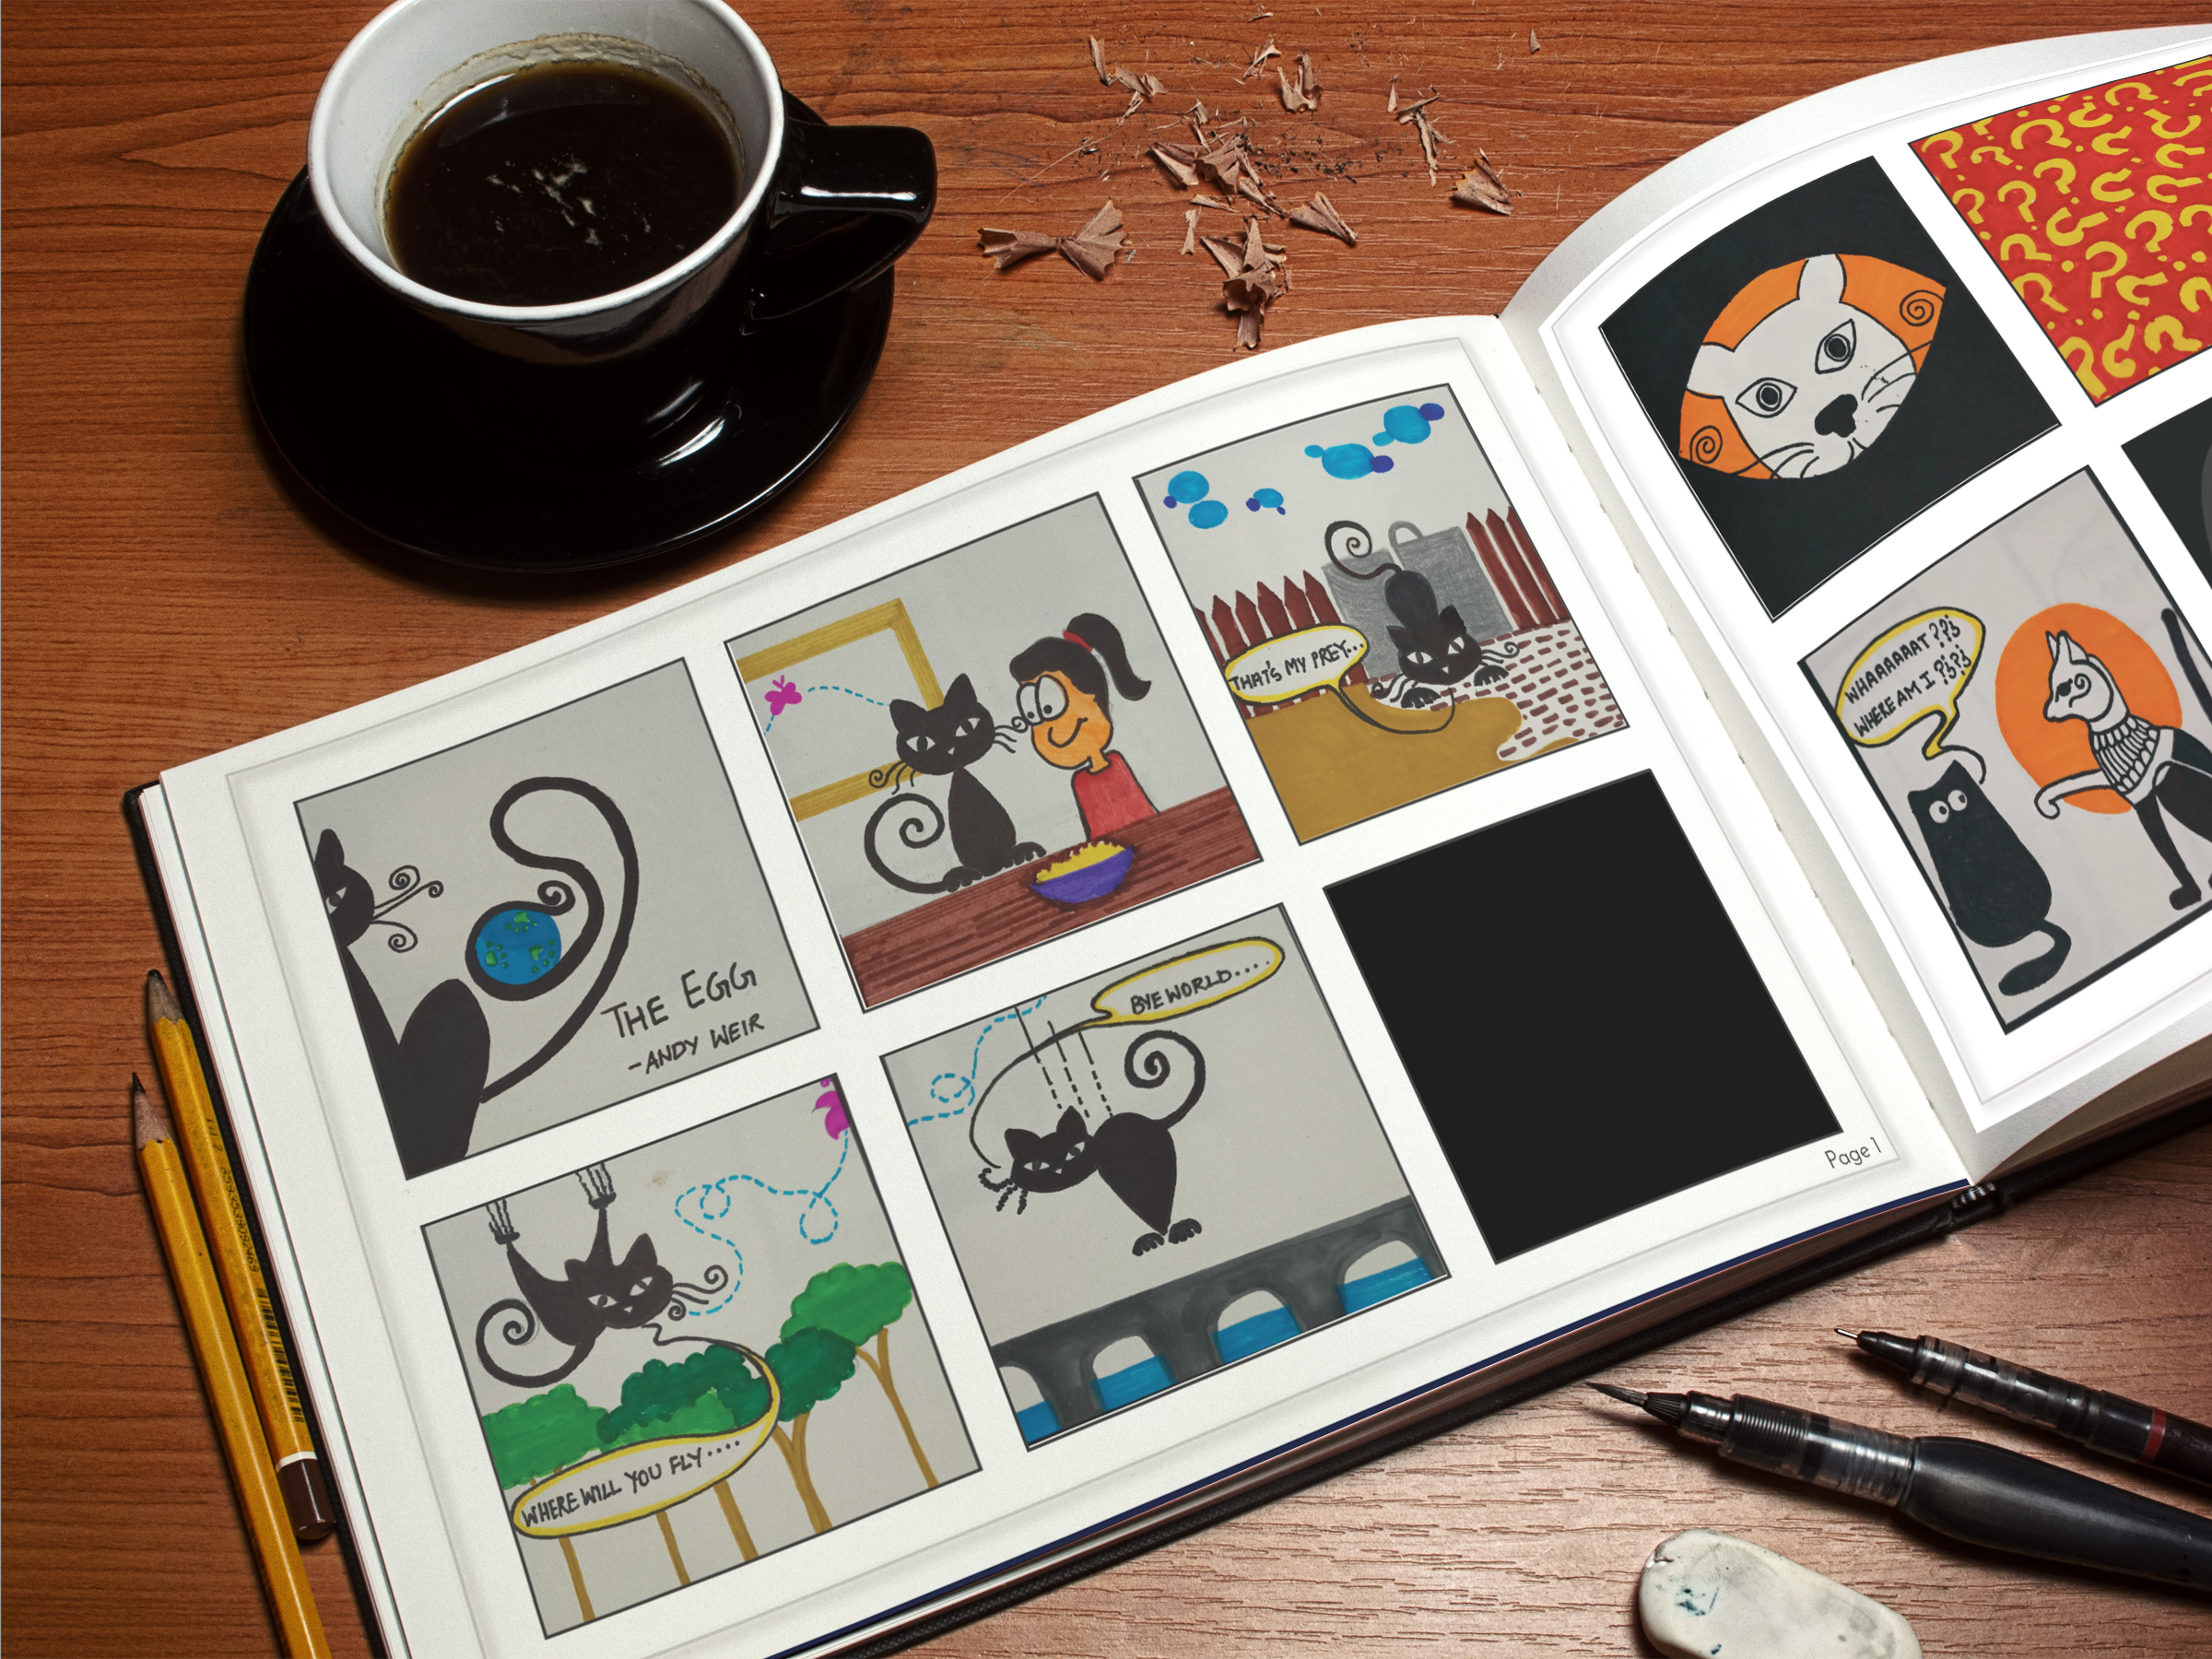 THE EGG
-ANDY WEIR
THAT'S MY PREY...
WHERE WILL YOU FLY....
BYE WORLD....
Page 1
WHAAAAAAT ??¿
WHERE AM I ?¿?¿